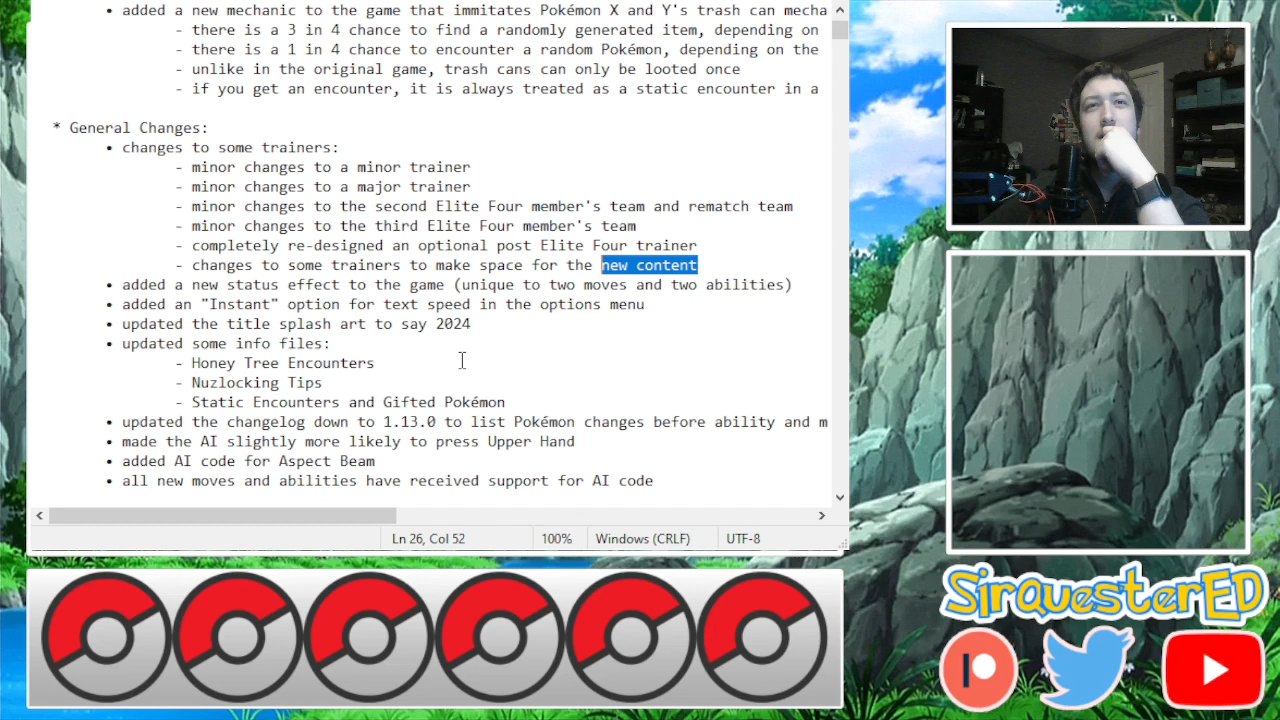 • added a new mechanic to the game that immitates Pokémon X and Y's trash can mecha
- there is a 3 in 4 chance to find a randomly generated item, depending on
- there is a 1 in 4 chance to encounter a random Pokémon, depending on the
- unlike in the original game, trash cans can only be looted once
- if you get an encounter, it is always treated as a static encounter in a
* General Changes:
• changes to some trainers:
- minor changes to a minor trainer
- minor changes to a major trainer
- minor changes to the second Elite Four member's team and rematch team
- minor changes to the third Elite Four member's team
- completely re-designed an optional post Elite Four trainer
- changes to some trainers to make space for the new content
• added a new status effect to the game (unique to two moves and two abilities)
• added an "Instant" option for text speed in the options menu
• updated the title splash art to say 2024
• updated some info files:
- Honey Tree Encounters
- Nuzlocking Tips
- Static Encounters and Gifted Pokémon
• updated the changelog down to 1.13.0 to list Pokémon changes before ability and m
• made the AI slightly more likely to press Upper Hand
• added AI code for Aspect Beam
• all new moves and abilities have received support for AI code
Ln 26, Col 52 100% Windows (CRLF) UTF-8
SirquesterED